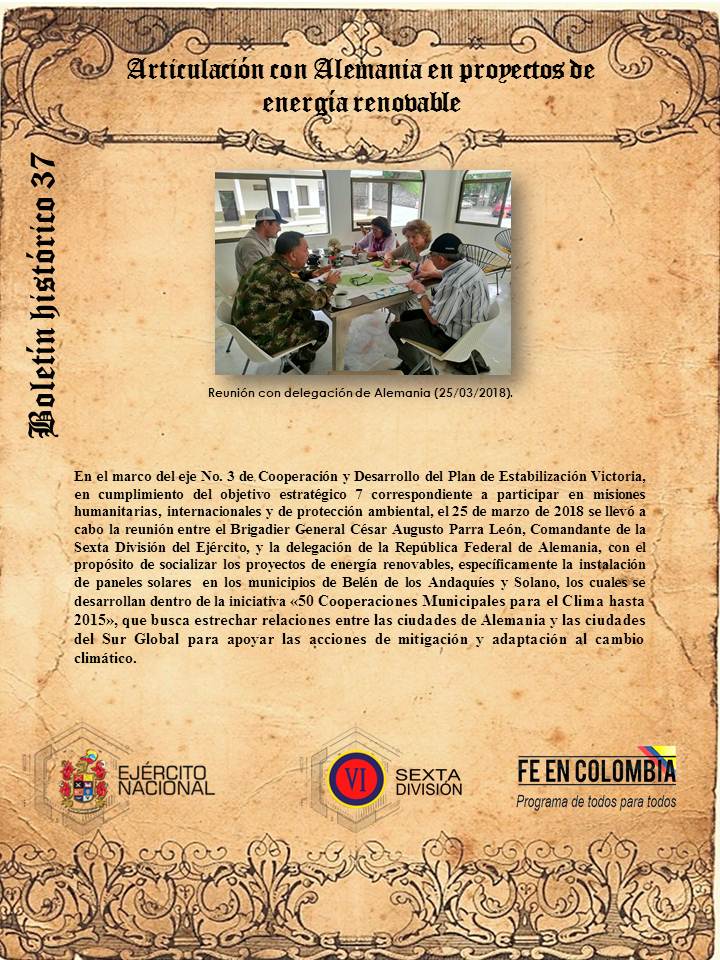 Articulación con Alemania en proyectos de
energía renovable
Boletín histórico 37
Reunión con delegación de Alemania (25/03/2018).
En el marco del eje No. 3 de Cooperación y Desarrollo del Plan de Estabilización Victoria,
en cumplimiento del objetivo estratégico 7 correspondiente a participar en misiones
humanitarias, internacionales y de protección ambiental, el 25 de marzo de 2018 se llevó a
cabo la reunión entre el Brigadier General César Augusto Parra León, Comandante de la
Sexta División del Ejército, y la delegación de la República Federal de Alemania, con el
propósito de socializar los proyectos de energía renovables, específicamente la instalación
de paneles solares en los municipios de Belén de los Andaquíes y Solano, los cuales se
desarrollan dentro de la iniciativa «50 Cooperaciones Municipales para el Clima hasta
2015», que busca estrechar relaciones entre las ciudades de Alemania y las ciudades
del Sur Global para apoyar las acciones de mitigación y adaptación al cambio
climático.
EJÉRCITO
NACIONAL
VI
SEXTA
DIVISIÓN
FE EN COLOMBIA
Programa de todos para todos